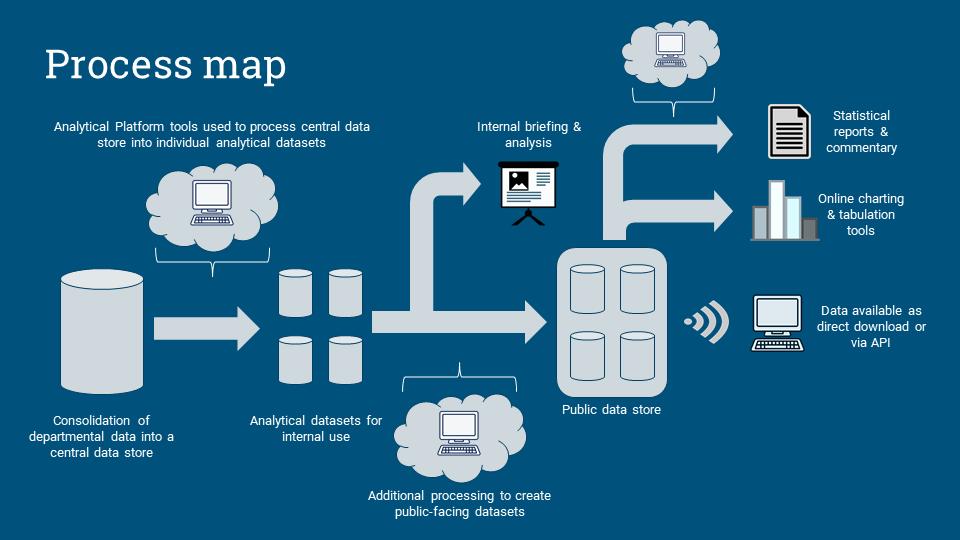 Process map
Analytical Platform tools used to process central data
store into individual analytical datasets
Internal briefing &
analysis
Statistical
reports &
commentary
Online charting
& tabulation
tools
Data available as
direct download or
via API
Public data store
Consolidation of
departmental data into a
central data store
Analytical datasets for
internal use
Additional processing to create
public-facing datasets